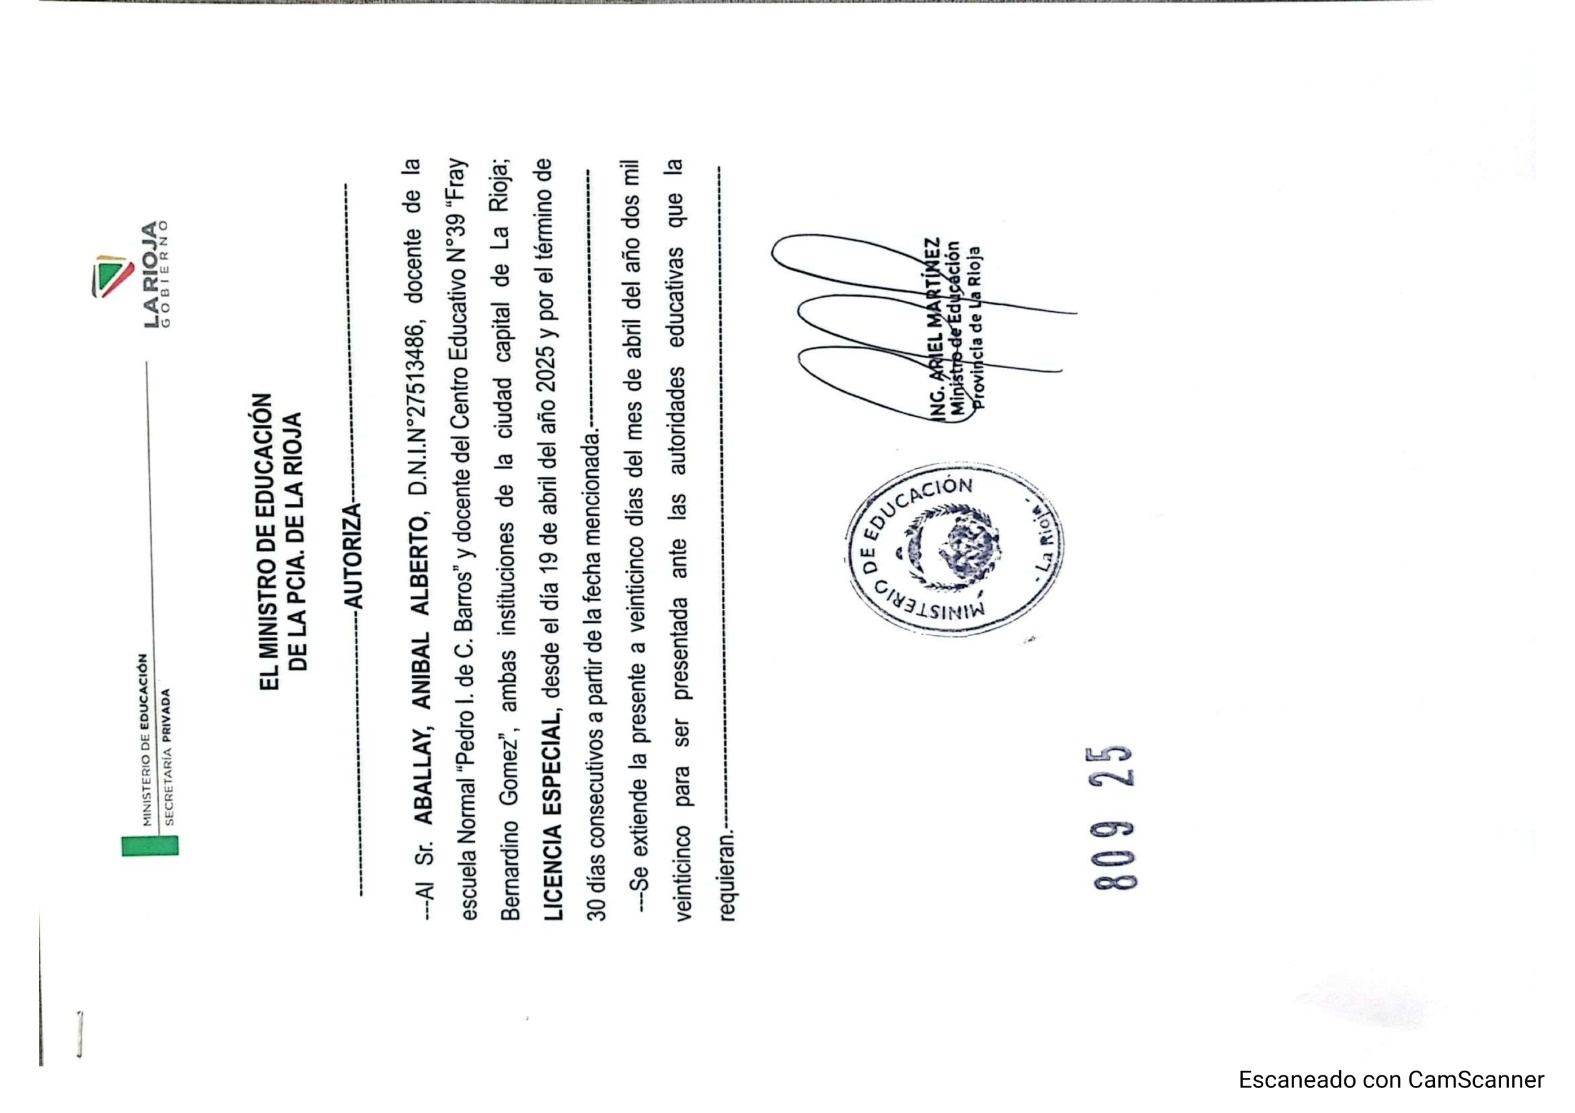 MINISTERIO DE EDUCACIÓN
SECRETARÍA PRIVADA
LA RIOJA
GOBIERNO
EL MINISTRO DE EDUCACIÓN
DE LA PCIA. DE LA RIOJA
-----------------------------------------------AUTORIZA-----------------------------------------------
---Al Sr. ABALLAY, ANIBAL ALBERTO, D.N.I.N°27513486, docente de la
escuela Normal “Pedro I. de C. Barros” y docente del Centro Educativo N°39 “Fray
Bernardino Gomez”, ambas instituciones de la ciudad capital de La Rioja;
LICENCIA ESPECIAL, desde el día 19 de abril del año 2025 y por el término de
30 días consecutivos a partir de la fecha mencionada.------------------------------------------
---Se extiende la presente a veinticinco días del mes de abril del año dos mil
veinticinco para ser presentada ante las autoridades educativas que la
requieran.------------------------------------------------------------------------------------------------
MINISTERIO DE EDUCACIÓN
- La Rioja -
ING. ARIEL MARTÍNEZ
Ministro de Educación
Provincia de La Rioja
809 25
Escaneado con CamScanner